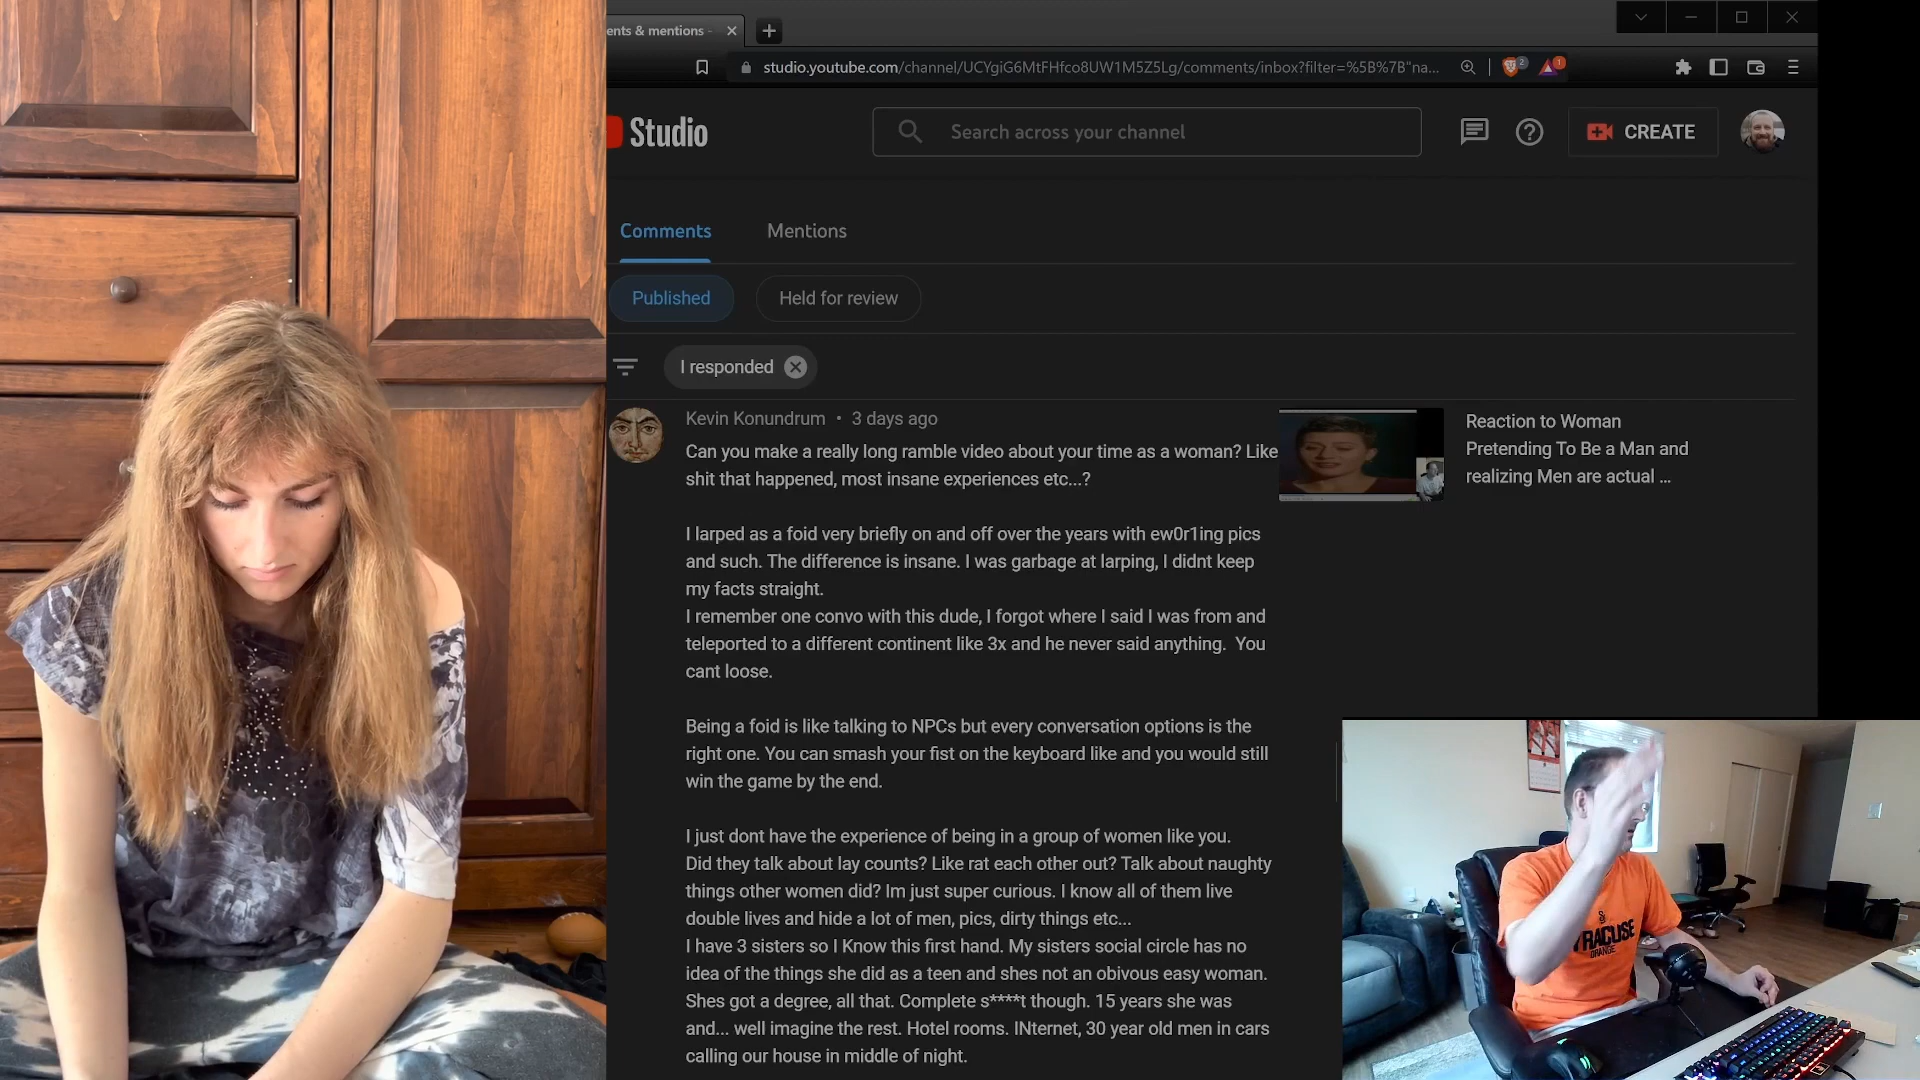 ents & mentions -
studio.youtube.com/channel/UCYgiG6MtFHfco8UW1M5Z5Lg/comments/inbox?filter=%5B%7B"na...
2
1
Studio
Search across your channel
CREATE
Comments
Mentions
Published
Held for review
I responded
Kevin Konundrum • 3 days ago
Can you make a really long ramble video about your time as a woman? Like
shit that happened, most insane experiences etc...?
I larped as a foid very briefly on and off over the years with ew0r1ing pics
and such. The difference is insane. I was garbage at larping, I didnt keep
my facts straight.
I remember one convo with this dude, I forgot where I said I was from and
teleported to a different continent like 3x and he never said anything. You
cant loose.
Being a foid is like talking to NPCs but every conversation options is the
right one. You can smash your fist on the keyboard like and you would still
win the game by the end.
I just dont have the experience of being in a group of women like you.
Did they talk about lay counts? Like rat each other out? Talk about naughty
things other women did? Im just super curious. I know all of them live
double lives and hide a lot of men, pics, dirty things etc...
I have 3 sisters so I Know this first hand. My sisters social circle has no
idea of the things she did as a teen and shes not an obivous easy woman.
Shes got a degree, all that. Complete s****t though. 15 years she was
and... well imagine the rest. Hotel rooms. INternet, 30 year old men in cars
calling our house in middle of night.
Reaction to Woman
Pretending To Be a Man and
realizing Men are actual ...
SYRACUSE
ORANGE